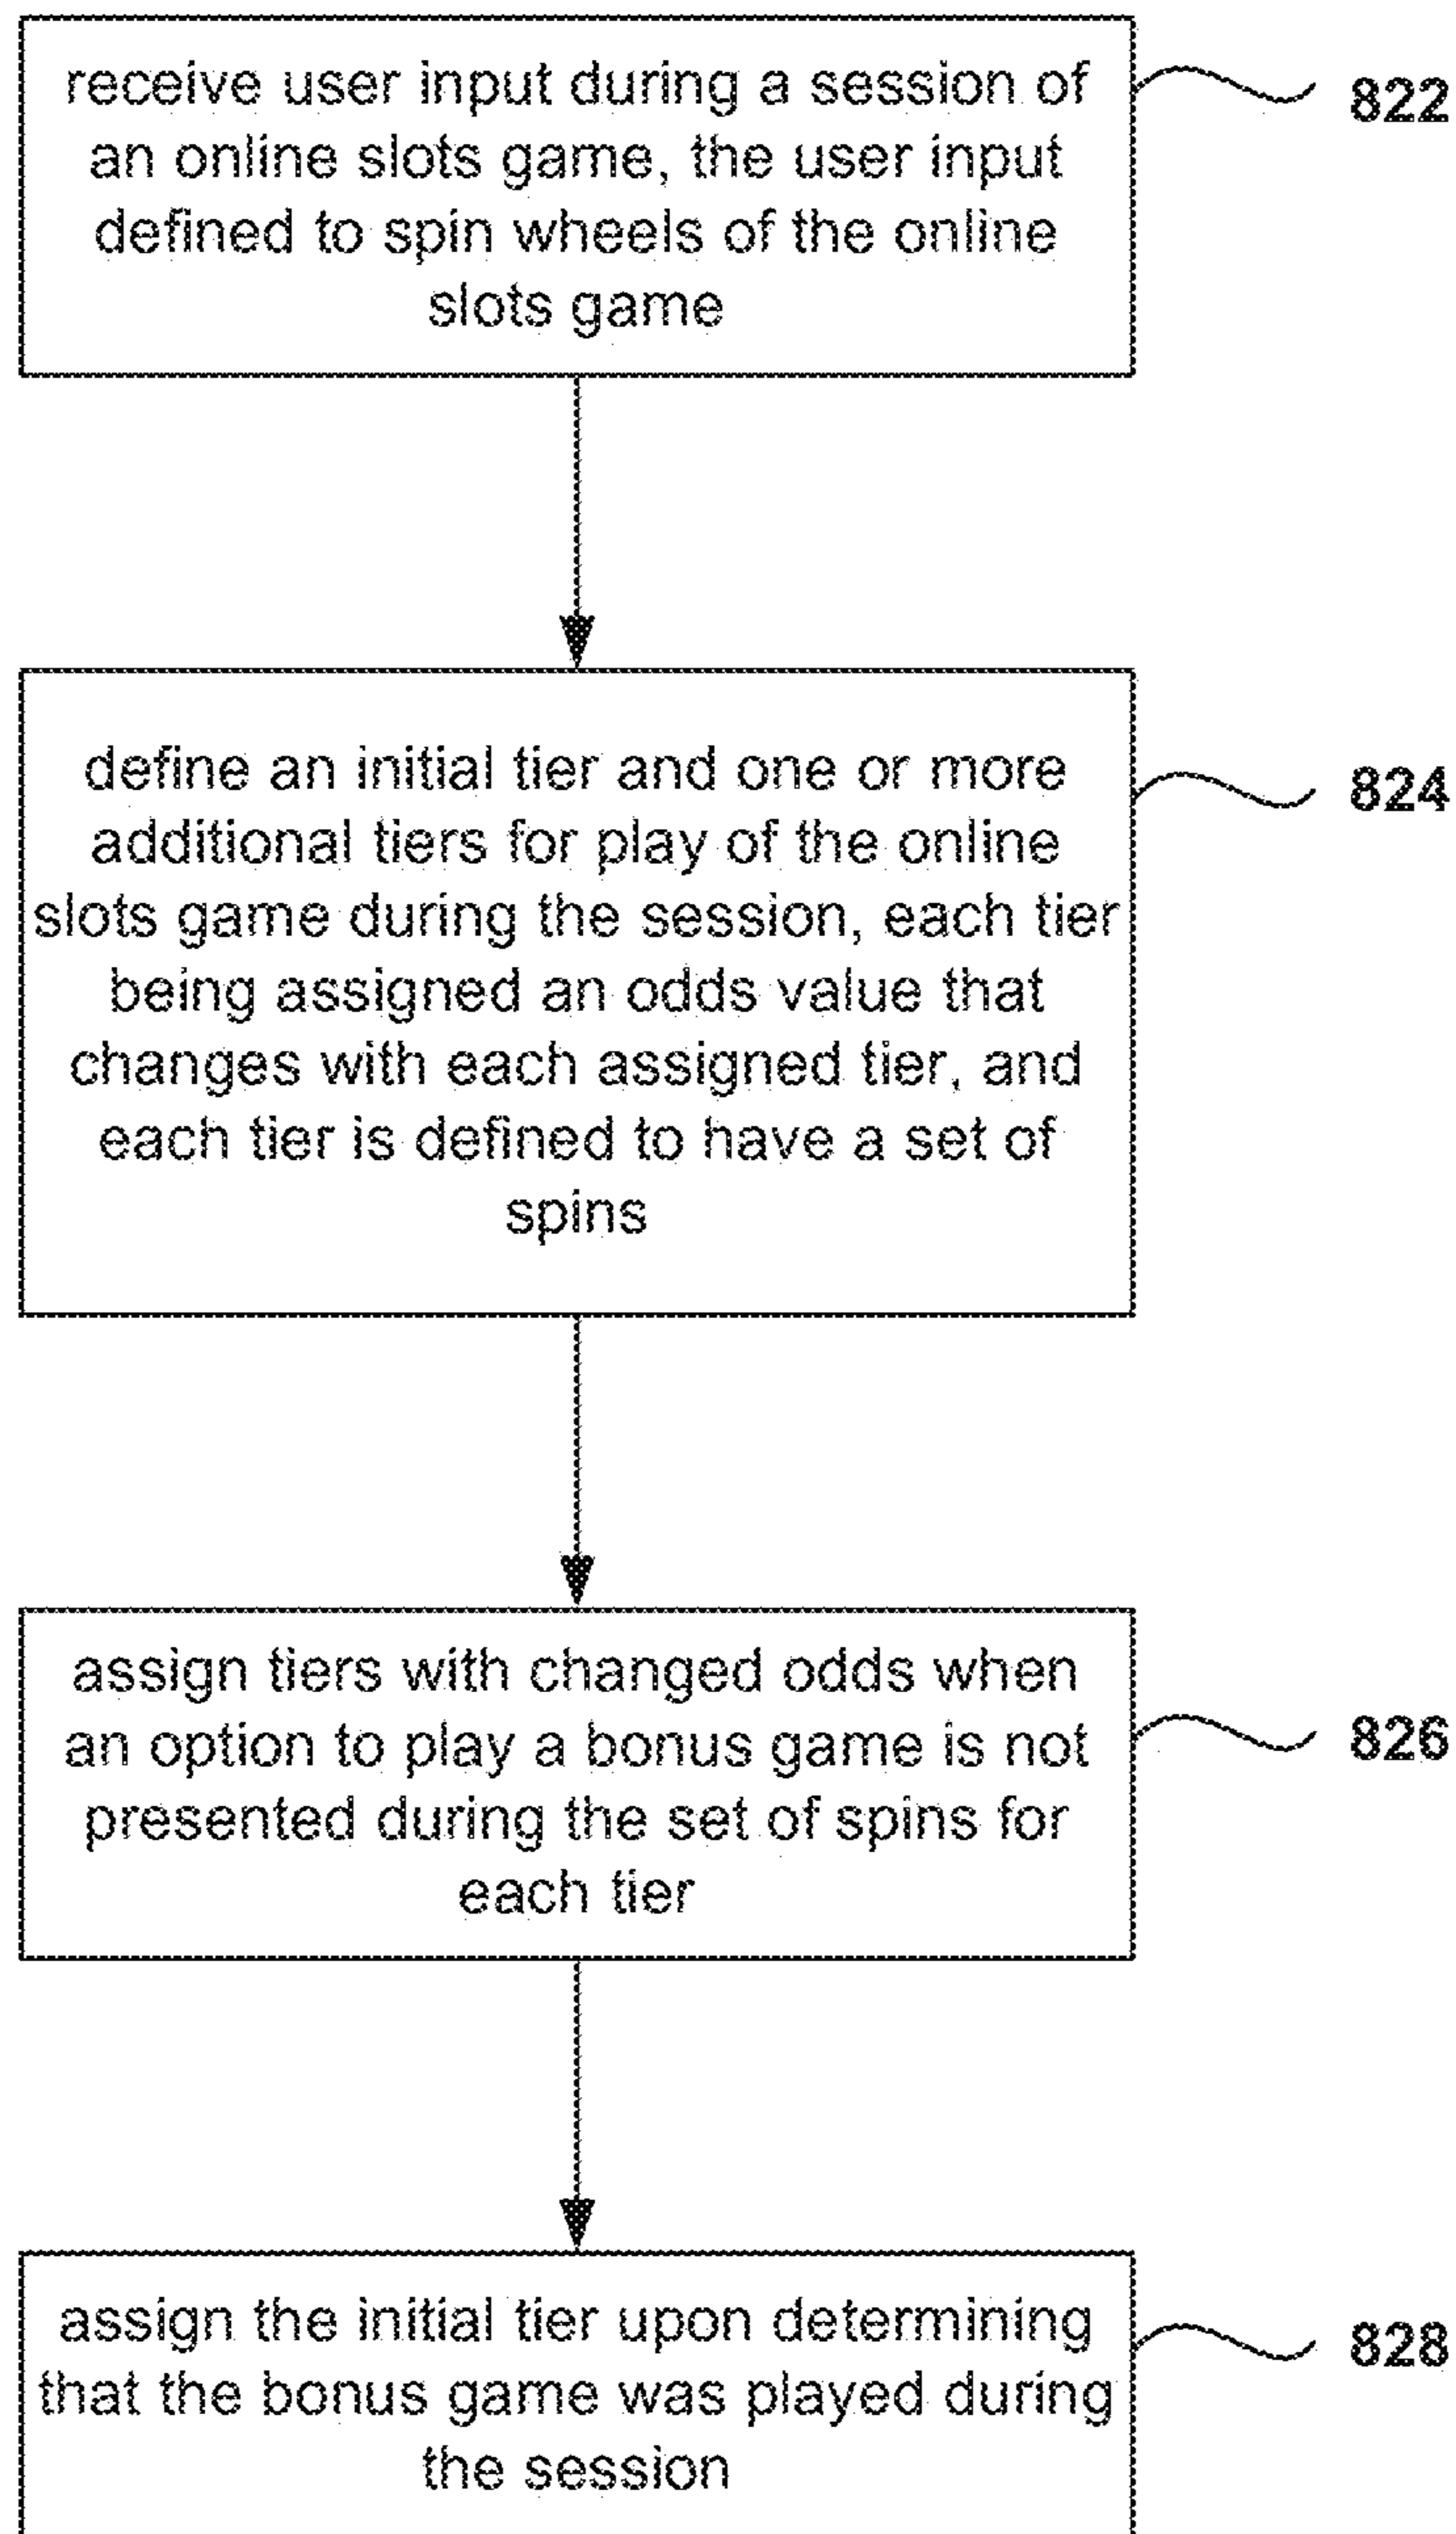 receive user input during a session of
an online slots game, the user input
defined to spin wheels of the online
slots game
822
define an initial tier and one or more
additional tiers for play of the online
slots game during the session, each tier
being assigned an odds value that
changes with each assigned tier, and
each tier is defined to have a set of
spins
824
assign tiers with changed odds when
an option to play a bonus game is not
presented during the set of spins for
each tier
826
assign the initial tier upon determining
that the bonus game was played during
the session
828